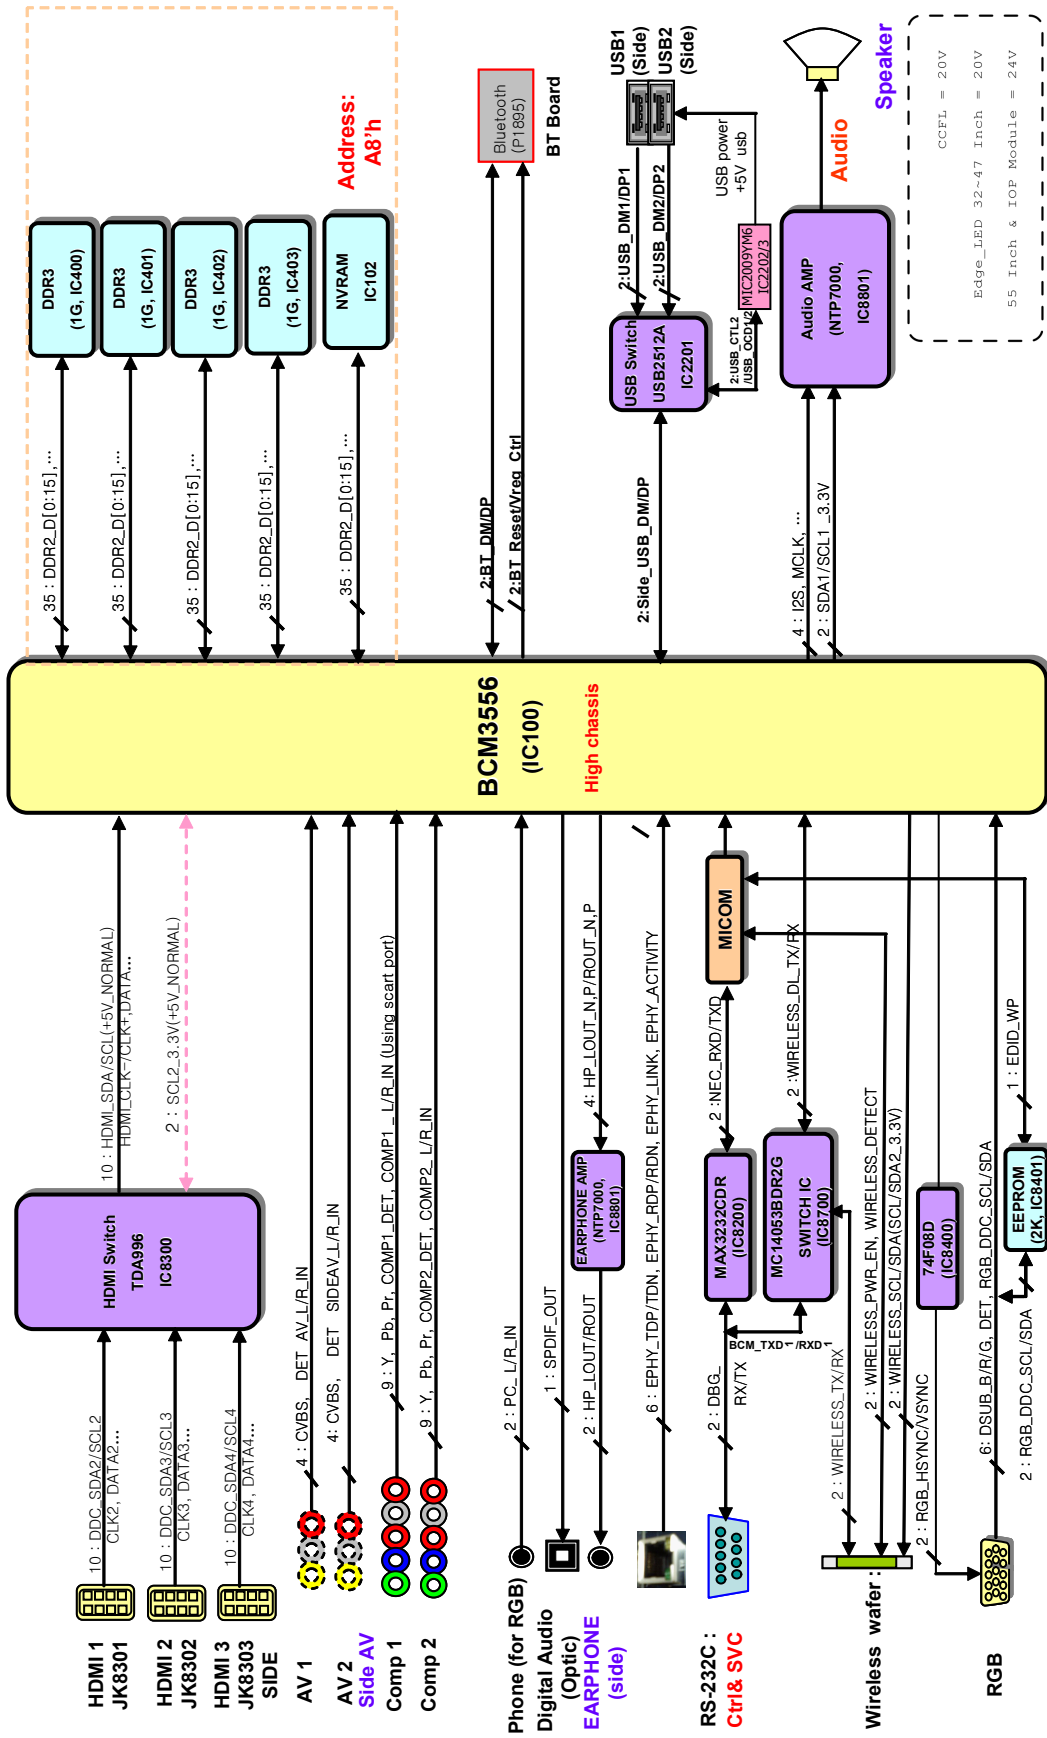 HDMI 1
JK8301
HDMI 2
JK8302
HDMI 3
JK8303
SIDE
AV 1
AV 2
Side AV
Comp 1
Comp 2
Phone (for RGB)
Digital Audio
(Optic)
EARPHONE
(side)
RS-232C :
Ctrl& SVC
Wireless wafer :
RGB
10 : DDC_SDA2/SCL2
CLK2, DATA2...
10 : DDC_SDA3/SCL3
CLK3, DATA3...
10 : DDC_SDA4/SCL4
CLK4, DATA4...
HDMI Switch
TDA996
IC8300
10 : HDMI_SDA/SCL(+5V_NORMAL)
HDMI_CLK-/CLK+,DATA...
2 : SCL2_3.3V(+5V_NORMAL)
4 : CVBS, DET AV_L/R_IN
4: CVBS, DET SIDEAV_L/R_IN
9 : Y, Pb, Pr, COMP1_DET, COMP1_ L/R_IN (Using scart port)
9 : Y, Pb, Pr, COMP2_DET, COMP2_ L/R_IN
2 : PC_ L/R_IN
1 : SPDIF_OUT
2 : HP_LOUT/ROUT
EARPHONE AMP
(NTP7000,
IC8801)
4: HP_LOUT_N,P/ROUT_N,P
6 : EPHY_TDP/TDN, EPHY_RDP/RDN, EPHY_LINK, EPHY_ACTIVITY
2 : DBG_
RX/TX
MAX3232CDR
(IC8200)
2 :NEC_RXD/TXD
MICOM
BCM_TXD1 /RXD1
MC14053BDR2G
SWITCH IC
(IC8700)
2 :WIRELESS_DL_TX/RX
2 : WIRELESS_TX/RX
2 : WIRELESS_PWR_EN, WIRELESS_DETECT
2 : WIRELESS_SCL/SDA(SCL/SDA2_3.3V)
2 : RGB_HSYNC/VSYNC
74F08D
(IC8400)
6: DSUB_B/R/G, DET, RGB_DDC_SCL/SDA
2 : RGB_DDC_SCL/SDA
EEPROM
(2K, IC8401)
1 : EDID_WP
BCM3556
(IC100)
High chassis
35 : DDR2_D[0:15],...
35 : DDR2_D[0:15],...
35 : DDR2_D[0:15],...
35 : DDR2_D[0:15],...
35 : DDR2_D[0:15],...
DDR3
(1G, IC400)
DDR3
(1G, IC401)
DDR3
(1G, IC402)
DDR3
(1G, IC403)
NVRAM
IC102
Address:
A8'h
2:BT_DM/DP
2:BT_Reset/Vreg_Ctrl
Bluetooth
(P1895)
BT Board
2:Side_USB_DM/DP
USB Switch
USB2512A
IC2201
2:USB_DM1/DP1
2:USB_DM2/DP2
USB1
(Side)
USB2
(Side)
2:USB_CTL2
/USB_OCD1/2
MIC2009YM6
IC2202/3
USB power
+5V usb
4 : I2S, MCLK, ...
2 : SDA1/SCL1 _3.3V
Audio AMP
(NTP7000,
IC8801)
Audio
Speaker
CCFL = 20V
Edge_LED 32~47 Inch = 20V
55 Inch & IOP Module = 24V